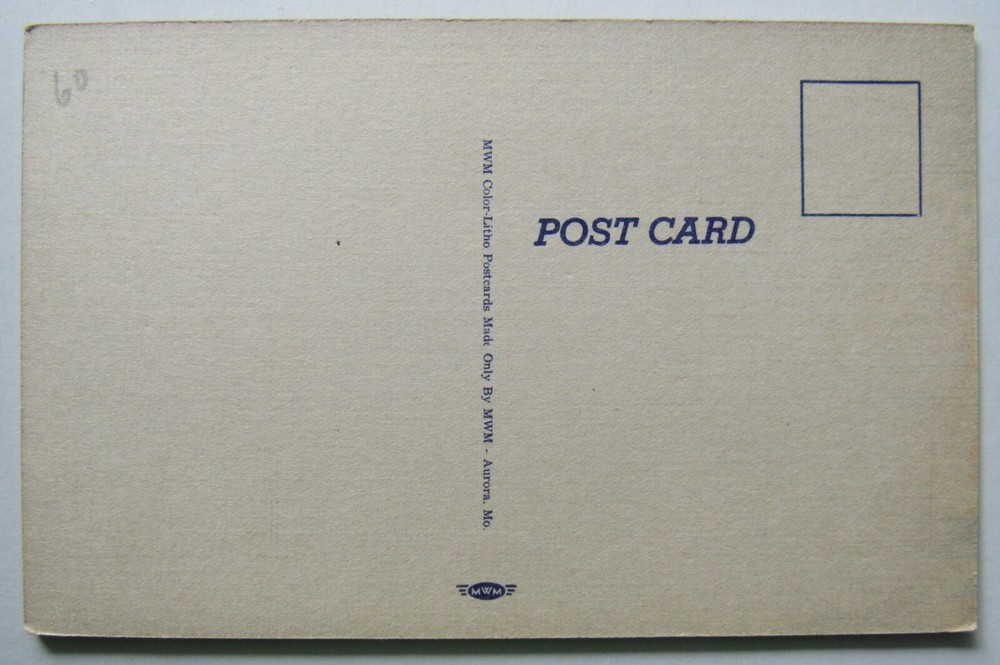 60
MWM Color-Litho Postcards Made Only By MWM - Aurora, Mo.
POST CARD
MWM